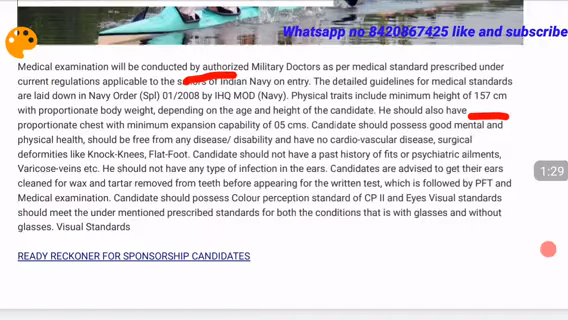 Whatsapp no 8420867425 like and subscribe
Medical examination will be conducted by authorized Military Doctors as per medical standard prescribed under
current regulations applicable to the sailors of Indian Navy on entry. The detailed guidelines for medical standards
are laid down in Navy Order (Spl) 01/2008 by IHQ MOD (Navy). Physical traits include minimum height of 157 cm
with proportionate body weight, depending on the age and height of the candidate. He should also have
proportionate chest with minimum expansion capability of 05 cms. Candidate should possess good mental and
physical health, should be free from any disease/ disability and have no cardio-vascular disease, surgical
deformities like Knock-Knees, Flat-Foot. Candidate should not have a past history of fits or psychiatric ailments,
Varicose-veins etc. He should not have any type of infection in the ears. Candidates are advised to get their ears
cleaned for wax and tartar removed from teeth before appearing for the written test, which is followed by PFT and
Medical examination. Candidate should possess Colour perception standard of CP II and Eyes Visual standards
should meet the under mentioned prescribed standards for both the conditions that is with glasses and without
glasses. Visual Standards
1:29
READY RECKONER FOR SPONSORSHIP CANDIDATES